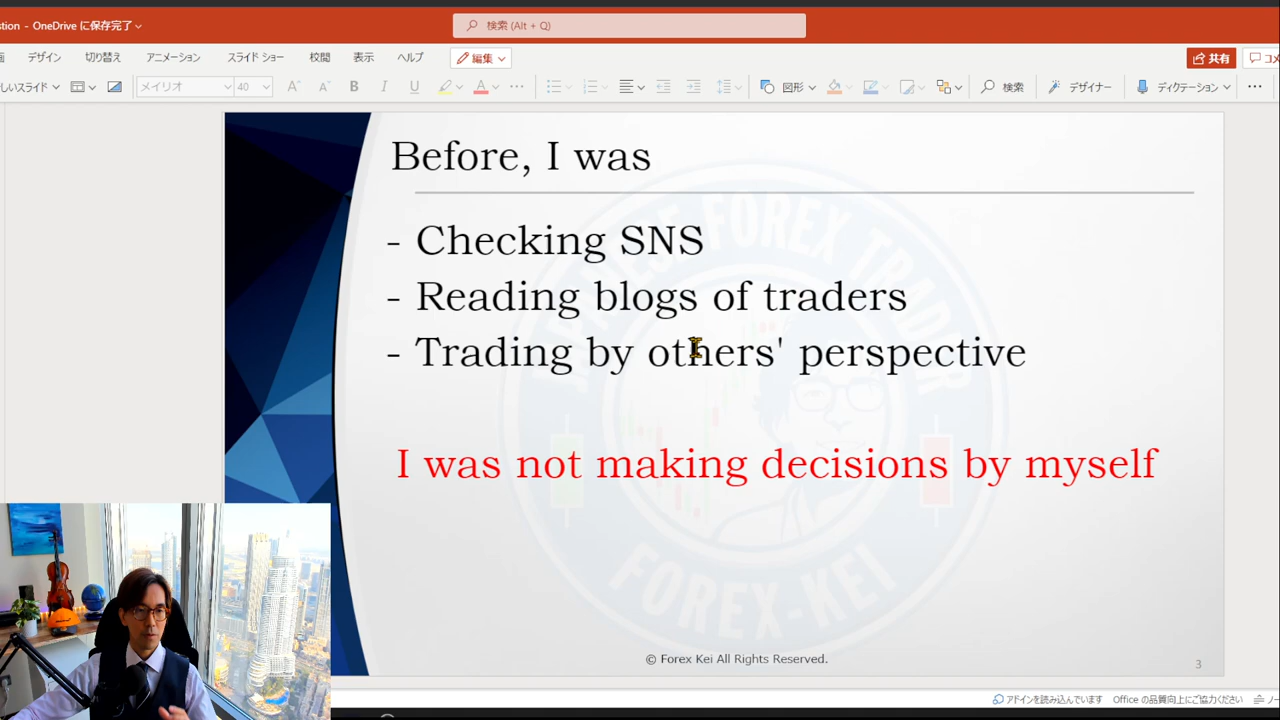 tion - OneDrive に保存完了
検索 (Alt + Q)
デザイン 切り替え アニメーション スライド ショー 校閲 表示 ヘルプ 編集 共有
スライド メイリオ 40 B I U A 図形 検索 デザイナー ディクテーション
Before, I was
- Checking SNS
- Reading blogs of traders
- Trading by others' perspective
I was not making decisions by myself
JAPANESE FOREX TRADER
FOREX-KEI
© Forex Kei All Rights Reserved.
3
アドインを読み込んでいます Office の品質向上にご協力ください